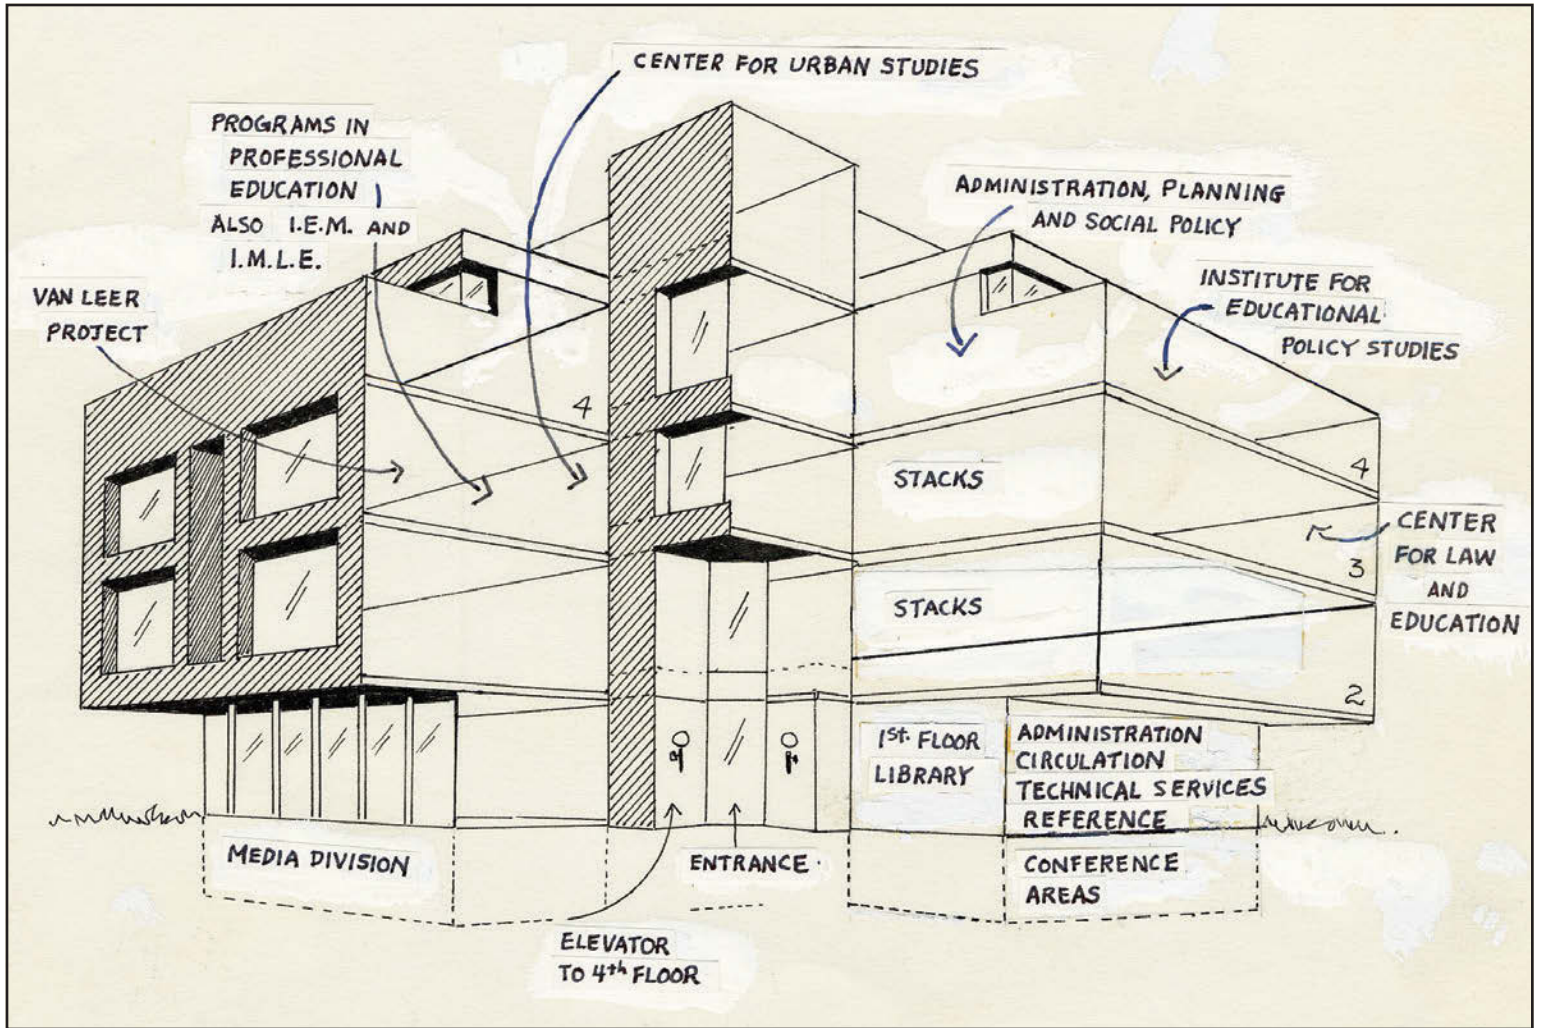 CENTER FOR URBAN STUDIES
PROGRAMS IN
PROFESSIONAL
EDUCATION
ALSO I.E.M. AND
I.M.L.E.
VAN LEER
PROJECT
ADMINISTRATION, PLANNING
AND SOCIAL POLICY
INSTITUTE FOR
EDUCATIONAL
POLICY STUDIES
4
4
STACKS
CENTER
FOR LAW
AND
EDUCATION
3
STACKS
2
1st. FLOOR
LIBRARY
ADMINISTRATION
CIRCULATION
TECHNICAL SERVICES
REFERENCE
MEDIA DIVISION
ENTRANCE
CONFERENCE
AREAS
ELEVATOR
TO 4th FLOOR